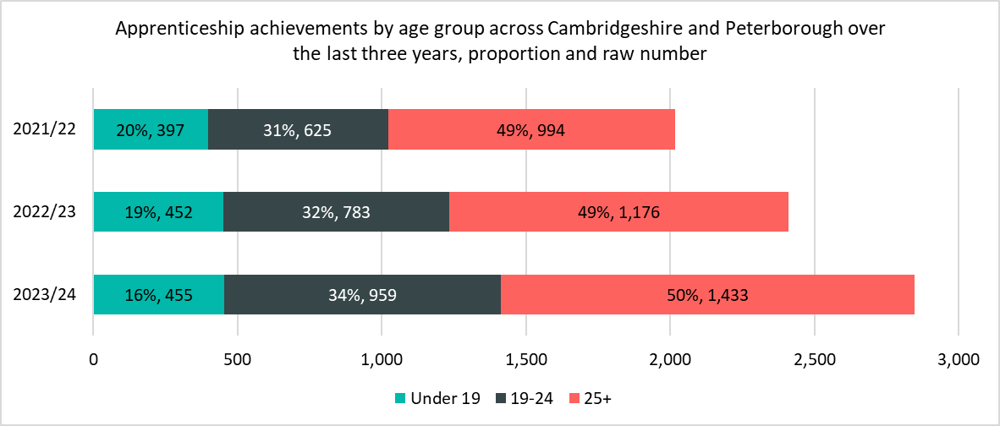 Apprenticeship achievements by age group across Cambridgeshire and Peterborough over
the last three years, proportion and raw number
2021/22 20%, 397 31%, 625 49%, 994
2022/23 19%, 452 32%, 783 49%, 1,176
2023/24 16%, 455 34%, 959 50%, 1,433
0 500 1,000 1,500 2,000 2,500 3,000
Under 19 19-24 25+